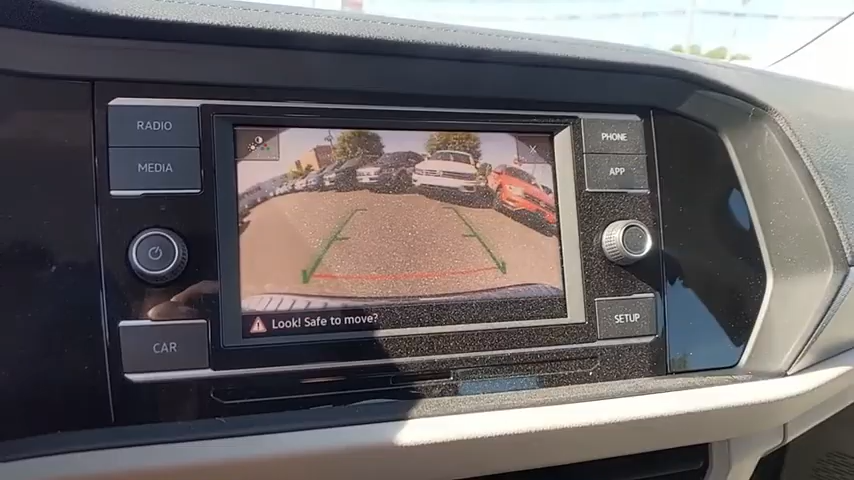 RADIO
MEDIA
CAR
Look! Safe to move?
PHONE
APP
SETUP